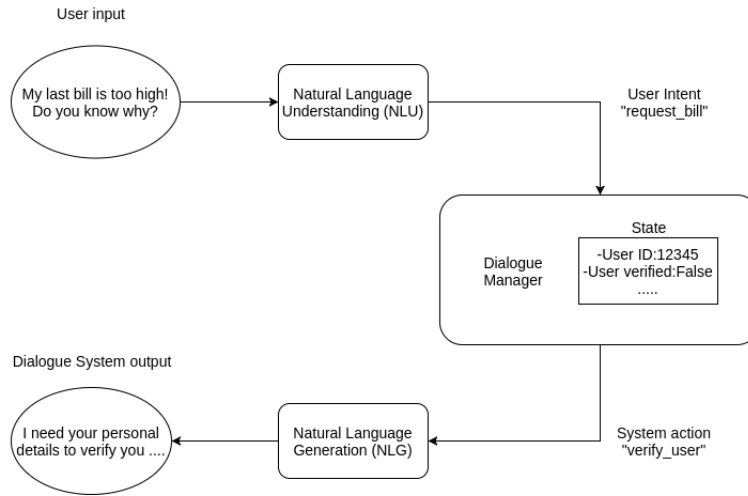 User input
My last bill is too high!
Do you know why?
Natural Language
Understanding (NLU)
User Intent
"request_bill"
State
-User ID:12345
-User verified:False
.....
Dialogue
Manager
Dialogue System output
I need your personal
details to verify you ....
Natural Language
Generation (NLG)
System action
"verify_user"